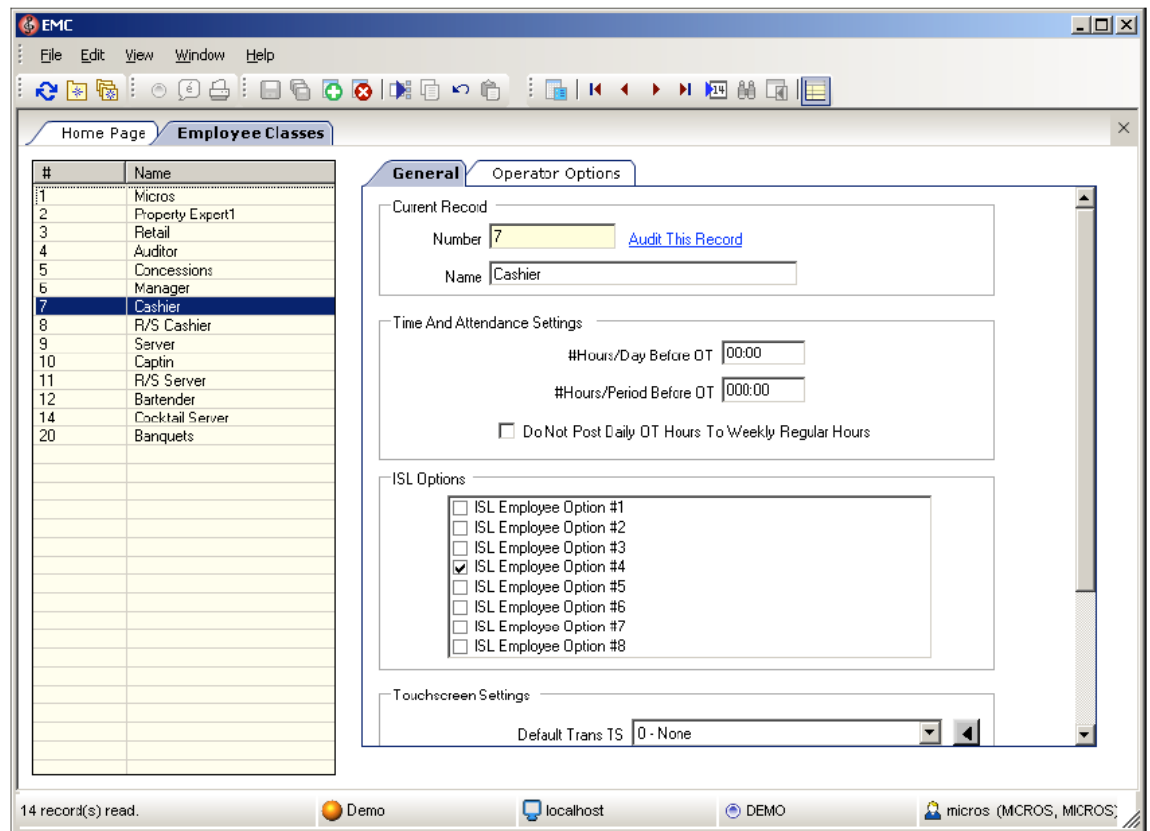 EMC
File Edit View Window Help
14
Home Page Employee Classes
# Name
1 Micros
2 Property Expert1
3 Retail
4 Auditor
5 Concessions
6 Manager
7 Cashier
8 R/S Cashier
9 Server
10 Captin
11 R/S Server
12 Bartender
14 Cocktail Server
20 Banquets
General Operator Options
Current Record
Number 7 Audit This Record
Name Cashier
Time And Attendance Settings
#Hours/Day Before OT 00:00
#Hours/Period Before OT 000:00
Do Not Post Daily OT Hours To Weekly Regular Hours
ISL Options
ISL Employee Option #1
ISL Employee Option #2
ISL Employee Option #3
ISL Employee Option #4
ISL Employee Option #5
ISL Employee Option #6
ISL Employee Option #7
ISL Employee Option #8
Touchscreen Settings
Default Trans TS 0 - None
14 record(s) read. Demo localhost DEMO micros (MCROS, MICROS)